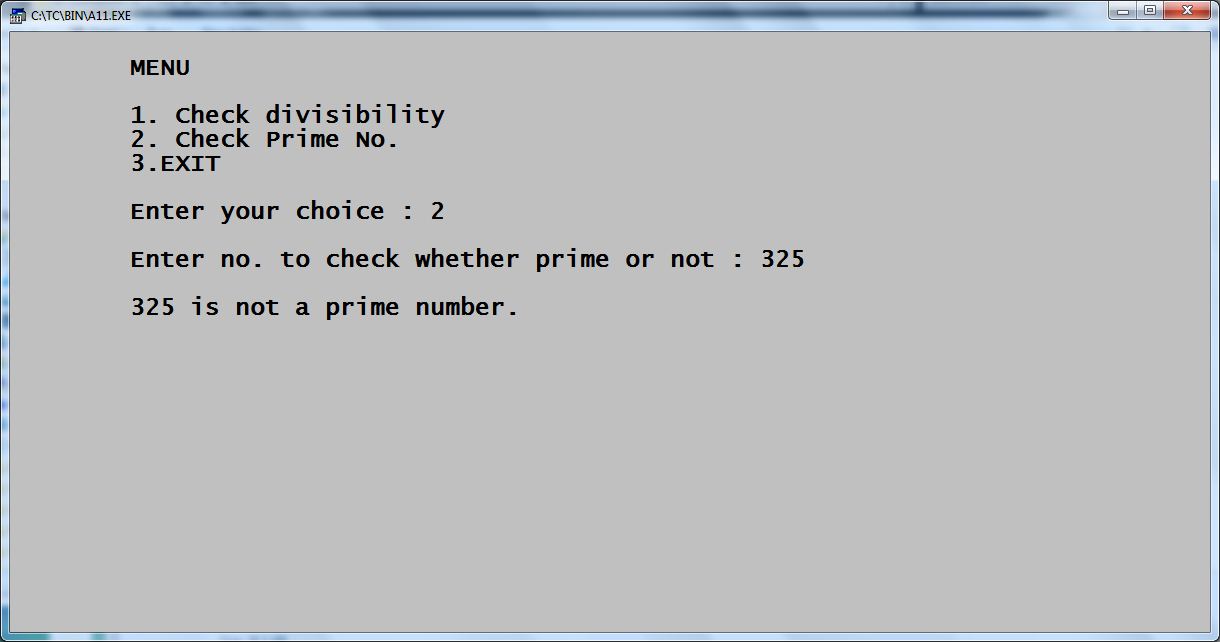 C:\TC\BIN\A11.EXE
MENU
1. Check divisibility
2. Check Prime No.
3.EXIT
Enter your choice : 2
Enter no. to check whether prime or not : 325
325 is not a prime number.